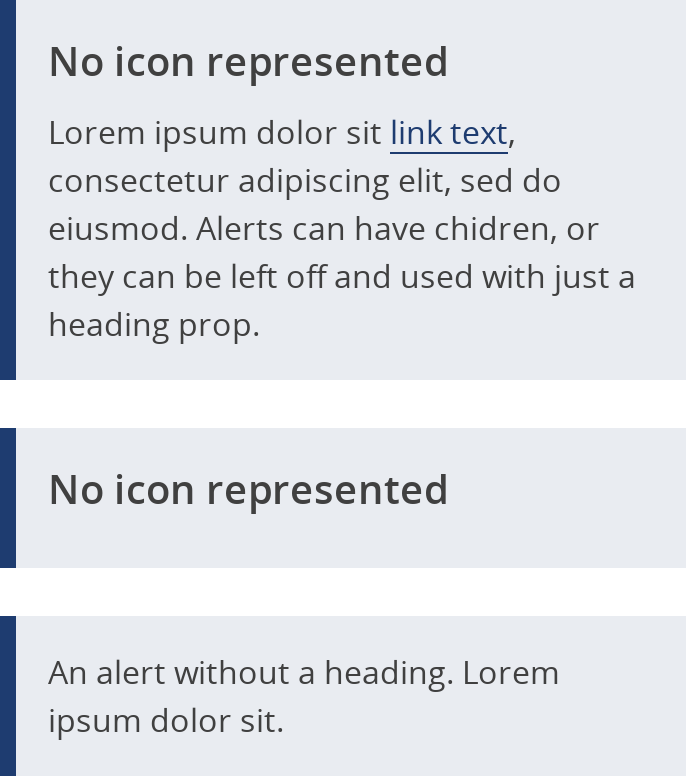 No icon represented
Lorem ipsum dolor sit link text,
consectetur adipiscing elit, sed do
eiusmod. Alerts can have chidren, or
they can be left off and used with just a
heading prop.
No icon represented
An alert without a heading. Lorem
ipsum dolor sit.